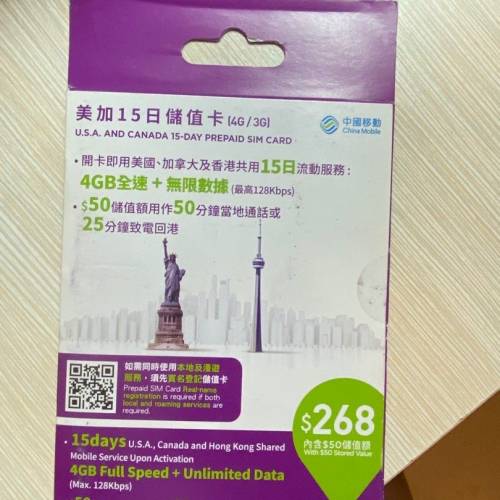 美加15日儲值卡 (4G/3G)
U.S.A. AND CANADA 15-DAY PREPAID SIM CARD
中國移動
China Mobile
• 開卡即用美國、加拿大及香港共用15日流動服務:
4GB全速 + 無限數據 (最高128Kbps)
• $50儲值額用作50分鐘當地通話或
25分鐘致電回港
如需同時使用本地及漫遊
服務，須先實名登記儲值卡
Prepaid SIM Card Real-name
registration is required if both
local and roaming services are
required.
$268
內含$50儲值額
With $50 Stored Value
• 15days U.S.A., Canada and Hong Kong Shared
Mobile Service Upon Activation
4GB Full Speed + Unlimited Data
(Max. 128Kbps)